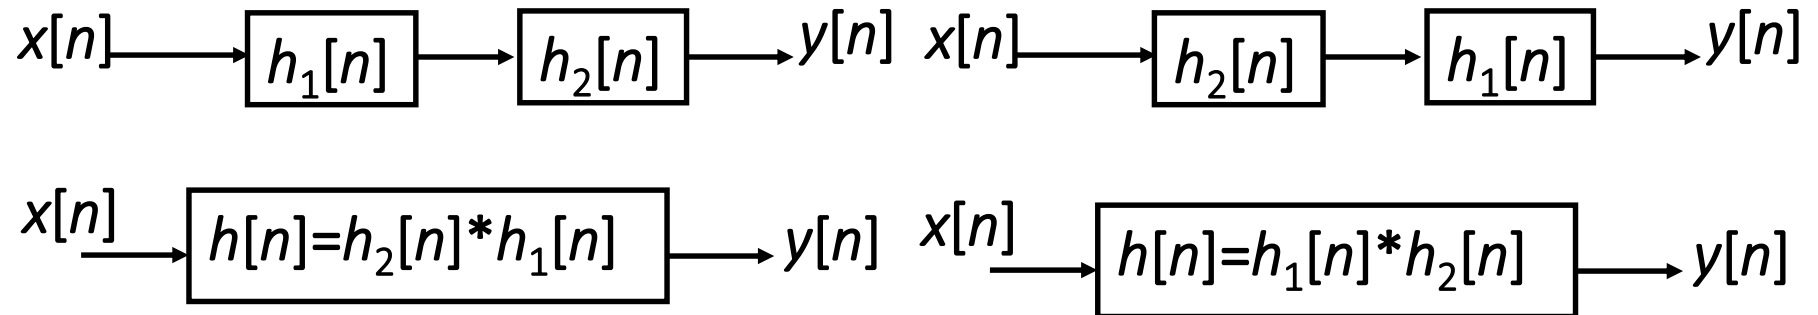 x[n] h₁[n] h₂[n] y[n] x[n] h₂[n] h₁[n] y[n]
x[n] h[n]=h₂[n]*h₁[n] y[n] x[n] h[n]=h₁[n]*h₂[n] y[n]